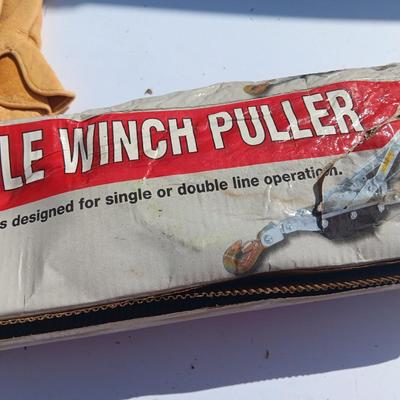 LE WINCH PULLER
s designed for single or double line operation.